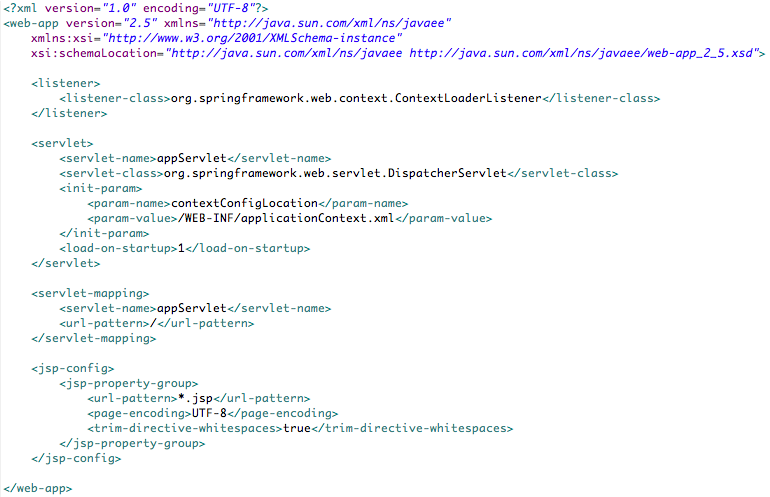 <?xml version="1.0" encoding="UTF-8"?>
<web-app version="2.5" xmlns="http://java.sun.com/xml/ns/javaee"
    xmlns:xsi="http://www.w3.org/2001/XMLSchema-instance"
    xsi:schemaLocation="http://java.sun.com/xml/ns/javaee http://java.sun.com/xml/ns/javaee/web-app_2_5.xsd">
    <listener>
        <listener-class>org.springframework.web.context.ContextLoaderListener</listener-class>
    </listener>
    <servlet>
        <servlet-name>appServlet</servlet-name>
        <servlet-class>org.springframework.web.servlet.DispatcherServlet</servlet-class>
        <init-param>
            <param-name>contextConfigLocation</param-name>
            <param-value>/WEB-INF/applicationContext.xml</param-value>
        </init-param>
        <load-on-startup>1</load-on-startup>
    </servlet>
    <servlet-mapping>
        <servlet-name>appServlet</servlet-name>
        <url-pattern>/</url-pattern>
    </servlet-mapping>
    <jsp-config>
        <jsp-property-group>
            <url-pattern>*.jsp</url-pattern>
            <page-encoding>UTF-8</page-encoding>
            <trim-directive-whitespaces>true</trim-directive-whitespaces>
        </jsp-property-group>
    </jsp-config>
</web-app>